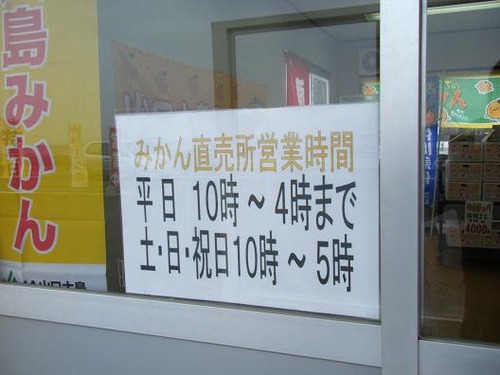 島みかん
みかん直売所営業時間
平日 10時～4時まで
土・日・祝日10時～5時
4000